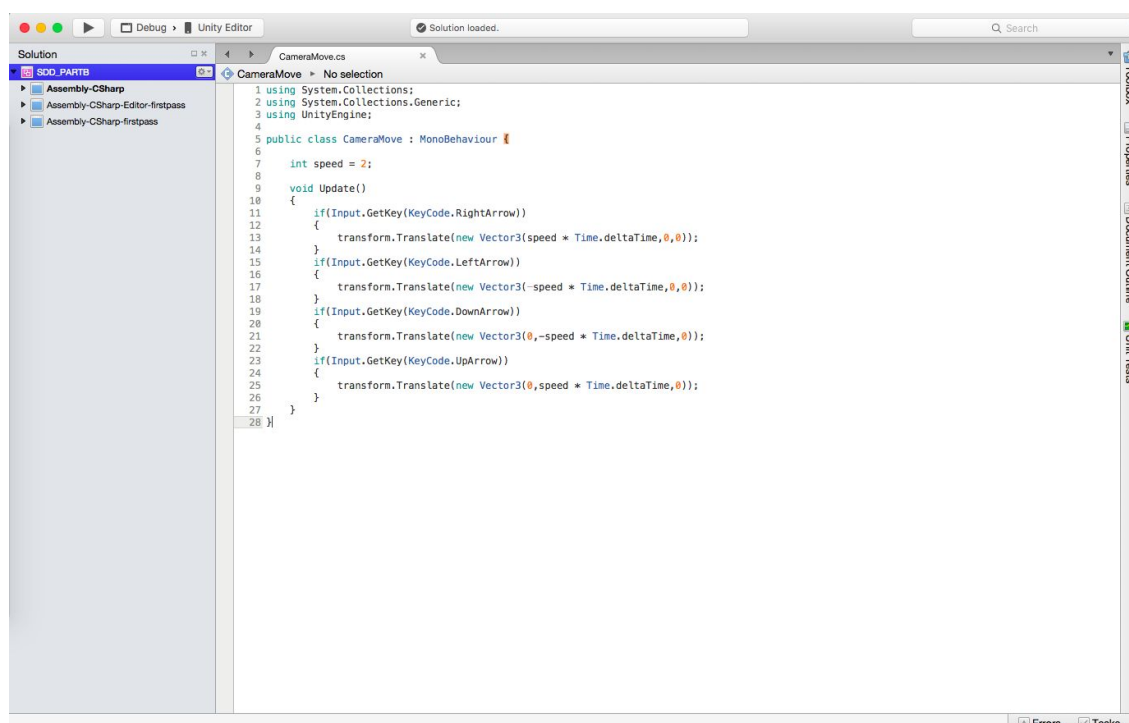 Debug › Unity Editor
Solution loaded.
Search
Solution
CameraMove.cs
SDD_PARTB
CameraMove ▸ No selection
Assembly-CSharp
Assembly-CSharp-Editor-firstpass
Assembly-CSharp-firstpass
1 using System.Collections;
2 using System.Collections.Generic;
3 using UnityEngine;
4
5 public class CameraMove : MonoBehaviour {
6
7     int speed = 2;
8
9     void Update()
10     {
11         if(Input.GetKey(KeyCode.RightArrow))
12         {
13             transform.Translate(new Vector3(speed * Time.deltaTime,0,0));
14         }
15         if(Input.GetKey(KeyCode.LeftArrow))
16         {
17             transform.Translate(new Vector3(-speed * Time.deltaTime,0,0));
18         }
19         if(Input.GetKey(KeyCode.DownArrow))
20         {
21             transform.Translate(new Vector3(0,-speed * Time.deltaTime,0));
22         }
23         if(Input.GetKey(KeyCode.UpArrow))
24         {
25             transform.Translate(new Vector3(0,speed * Time.deltaTime,0));
26         }
27     }
28 }
Toolbox
Properties
Document Outline
Unit Tests
Errors
Tasks